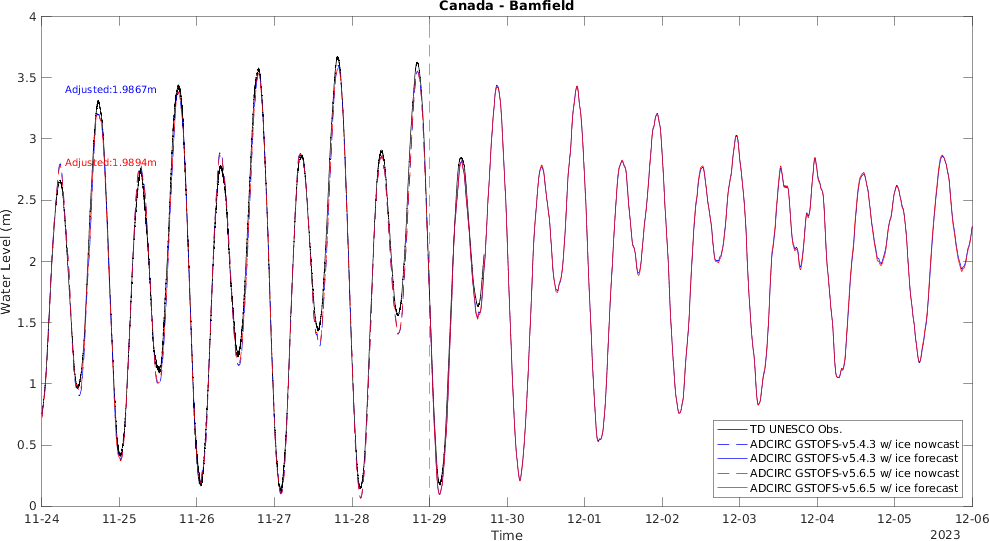 Canada - Bamfield
4
3.5
3
2.5
2
1.5
1
0.5
0
Water Level (m)
Adjusted:1.9867m
Adjusted:1.9894m
TD UNESCO Obs.
ADCIRC GSTOFS-v5.4.3 w/ ice nowcast
ADCIRC GSTOFS-v5.4.3 w/ ice forecast
ADCIRC GSTOFS-v5.6.5 w/ ice nowcast
ADCIRC GSTOFS-v5.6.5 w/ ice forecast
11-24 11-25 11-26 11-27 11-28 11-29 11-30 12-01 12-02 12-03 12-04 12-05 12-06
Time
2023